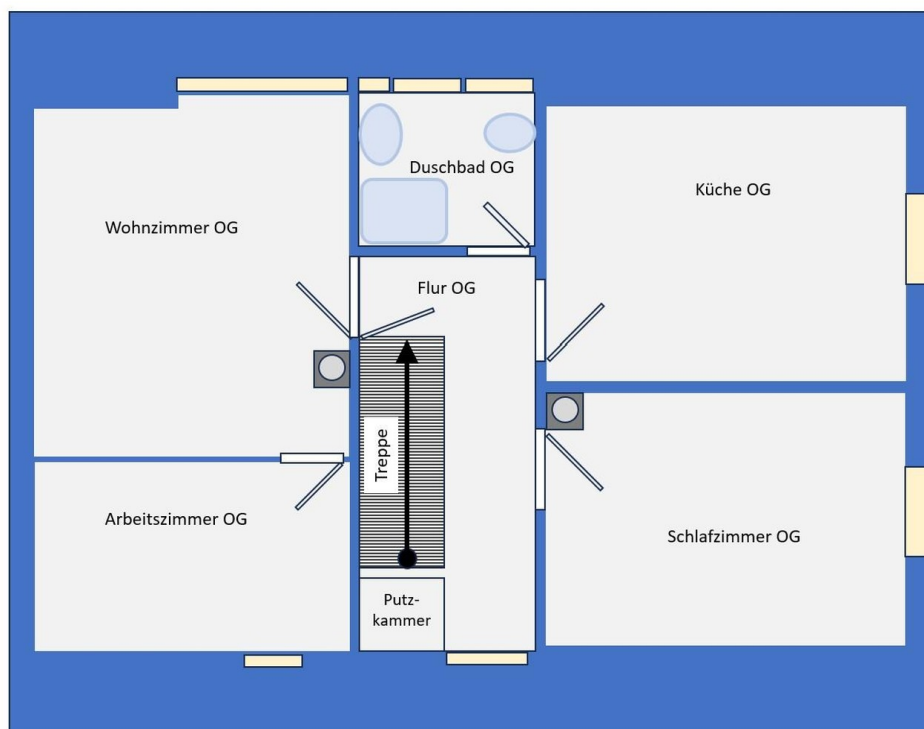 Duschbad OG
Küche OG
Wohnzimmer OG
Flur OG
Treppe
Arbeitszimmer OG
Schlafzimmer OG
Putz-
kammer